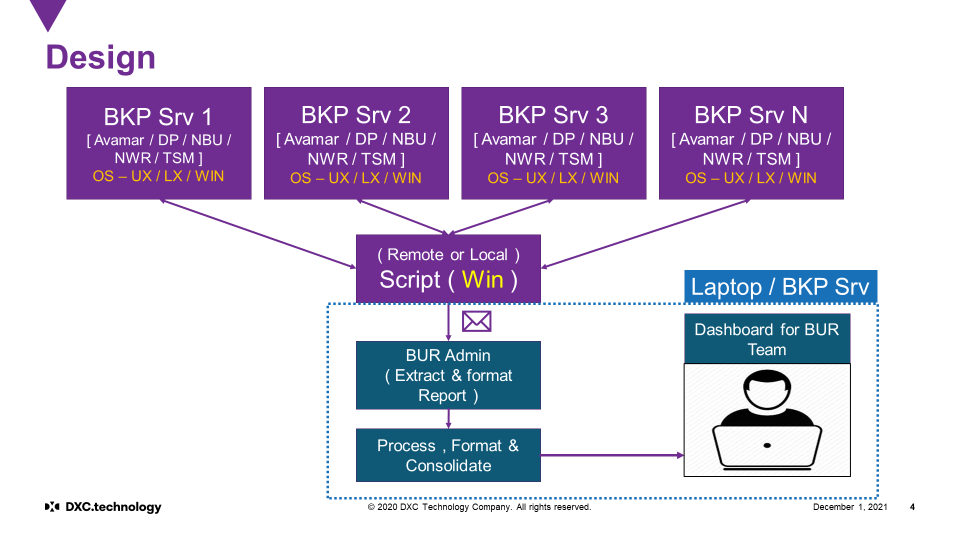 Design
BKP Srv 1
[ Avamar / DP / NBU /
NWR / TSM ]
OS – UX / LX / WIN
BKP Srv 2
[ Avamar / DP / NBU /
NWR / TSM ]
OS – UX / LX / WIN
BKP Srv 3
[ Avamar / DP / NBU /
NWR / TSM ]
OS – UX / LX / WIN
BKP Srv N
[ Avamar / DP / NBU /
NWR / TSM ]
OS – UX / LX / WIN
( Remote or Local )
Script ( Win )
Laptop / BKP Srv
BUR Admin
( Extract & format
Report )
Process , Format &
Consolidate
Dashboard for BUR
Team
DXC.technology
© 2020 DXC Technology Company. All rights reserved.
December 1, 2021
4